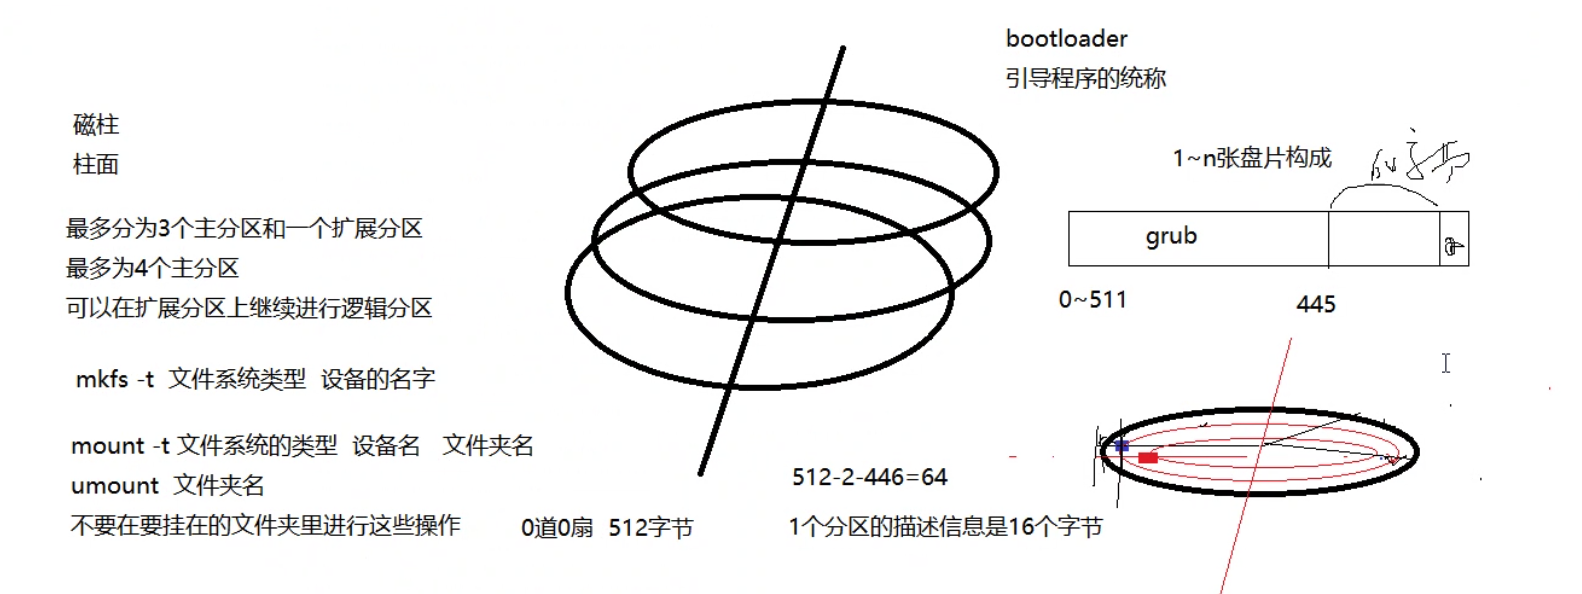 磁柱
柱面
最多分为3个主分区和一个扩展分区
最多为4个主分区
可以在扩展分区上继续进行逻辑分区
mkfs -t 文件系统类型 设备的名字
mount -t 文件系统的类型 设备名 文件夹名
umount 文件夹名
不要在要挂在的文件夹里进行这些操作
0道0扇 512字节
512-2-446=64
1个分区的描述信息是16个字节
bootloader
引导程序的统称
1~n张盘片构成
grub
0~511
445